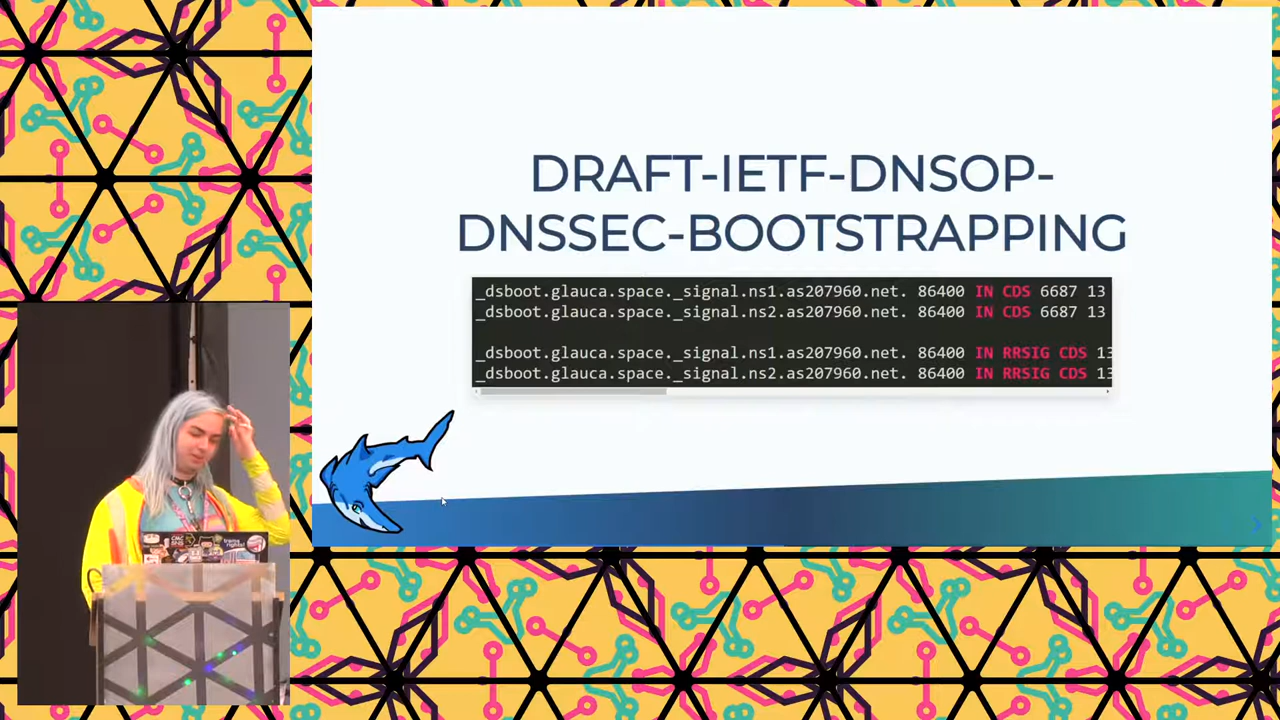 DRAFT-IETF-DNSOP-
DNSSEC-BOOTSTRAPPING
_dsboot.glauca.space._signal.ns1.as207960.net. 86400 IN CDS 6687 13
_dsboot.glauca.space._signal.ns2.as207960.net. 86400 IN CDS 6687 13
_dsboot.glauca.space._signal.ns1.as207960.net. 86400 IN RRSIG CDS 13
_dsboot.glauca.space._signal.ns2.as207960.net. 86400 IN RRSIG CDS 13
trans rights!